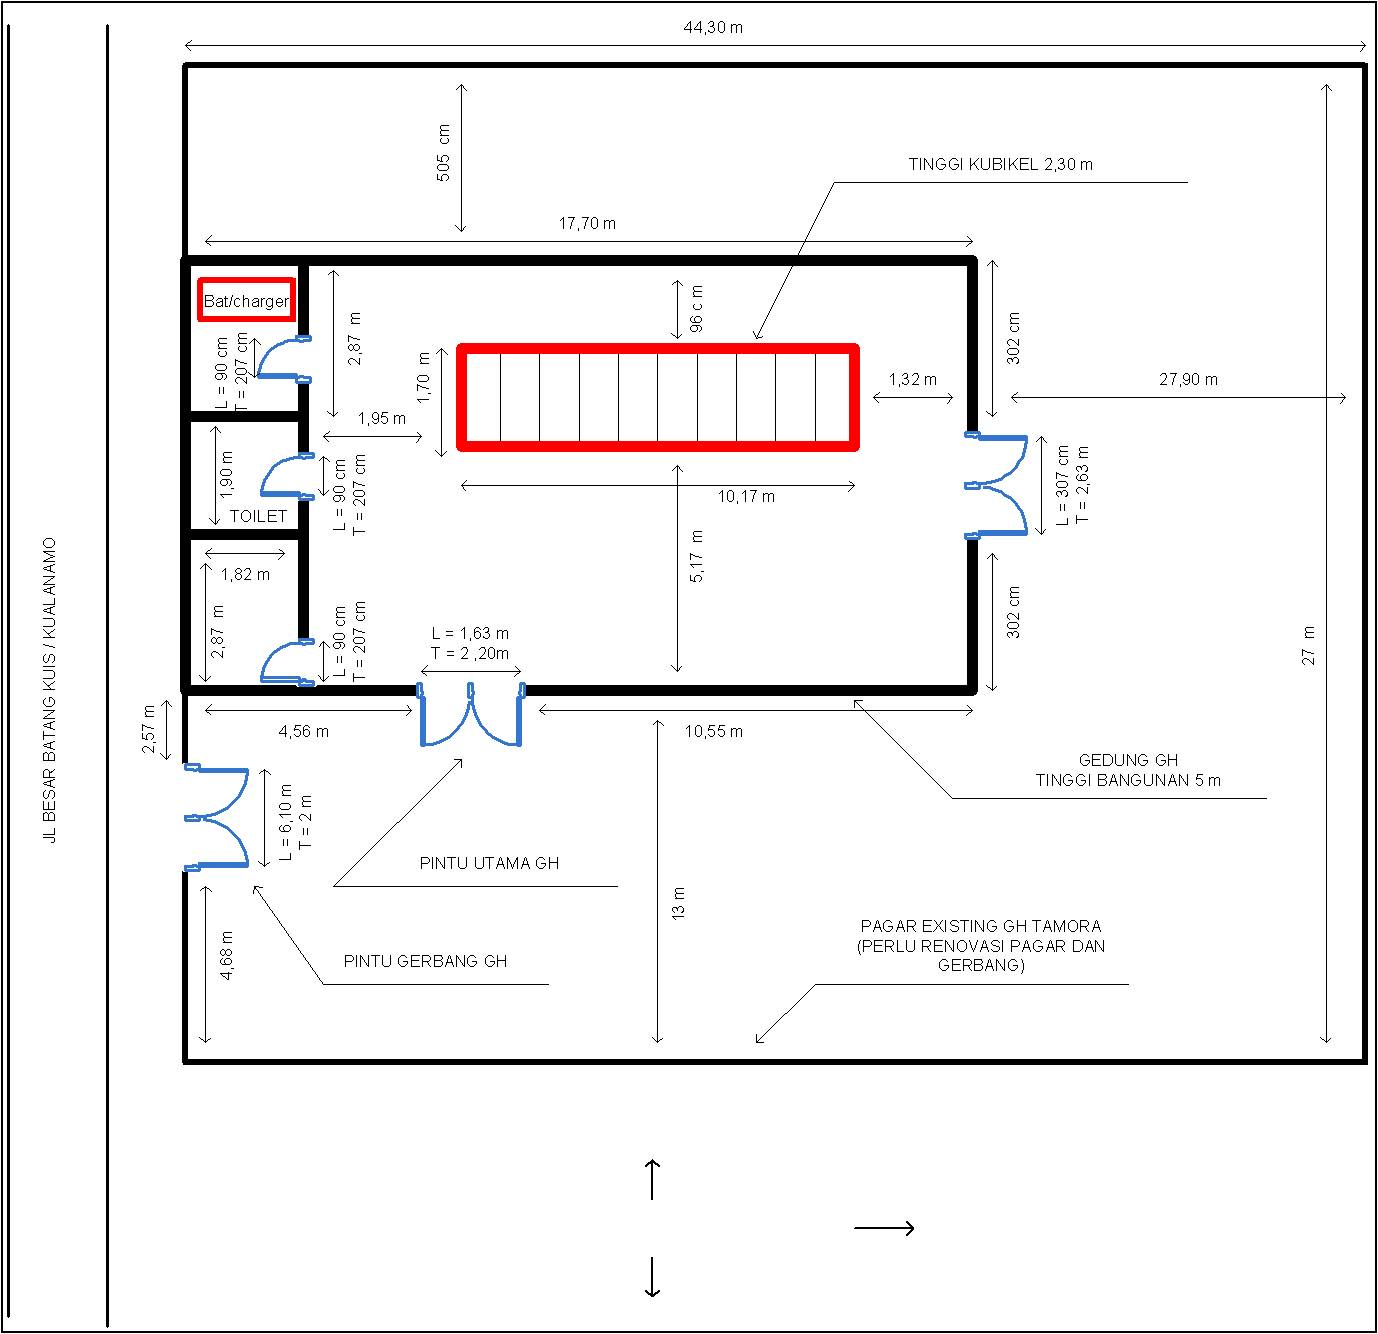 44,30 m
505 cm
TINGGI KUBIKEL 2,30 m
17,70 m
Bat/charger
96 c m
302 cm
2,87 m
L = 90 cm
T = 207 cm
1,70 m
1,32 m
27,90 m
1,95 m
1,90 m
TOILET
L = 90 cm
T = 207 cm
10,17 m
L = 307 cm
T = 2,63 m
5,17 m
1,82 m
2,87 m
L = 90 cm
T = 207 cm
L = 1,63 m
T = 2 ,20m
302 cm
27 m
JL BESAR BATANG KUIS / KUALANAMO
2,57 m
4,56 m
10,55 m
GEDUNG GH
TINGGI BANGUNAN 5 m
L = 6,10 m
T = 2 m
PINTU UTAMA GH
13 m
PINTU GERBANG GH
4,68 m
PAGAR EXISTING GH TAMORA
(PERLU RENOVASI PAGAR DAN
GERBANG)